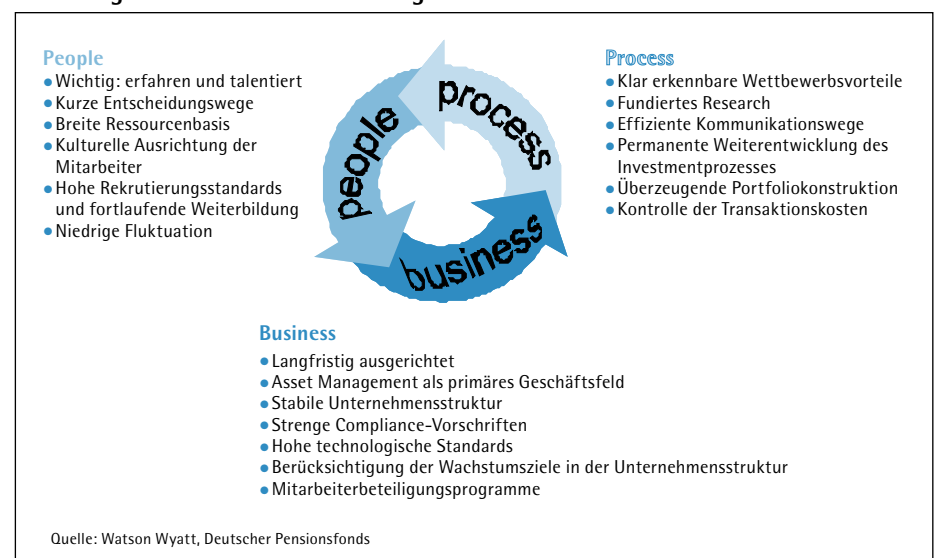 People
• Wichtig: erfahren und talentiert
• Kurze Entscheidungswege
• Breite Ressourcenbasis
• Kulturelle Ausrichtung der
Mitarbeiter
• Hohe Rekrutierungsstandards
und fortlaufende Weiterbildung
• Niedrige Fluktuation
people
process
business
Process
• Klar erkennbare Wettbewerbsvorteile
• Fundiertes Research
• Effiziente Kommunikationswege
• Permanente Weiterentwicklung des
Investmentprozesses
• Überzeugende Portfoliokonstruktion
• Kontrolle der Transaktionskosten
Business
• Langfristig ausgerichtet
• Asset Management als primäres Geschäftsfeld
• Stabile Unternehmensstruktur
• Strenge Compliance-Vorschriften
• Hohe technologische Standards
• Berücksichtigung der Wachstumsziele in der Unternehmensstruktur
• Mitarbeiterbeteiligungsprogramme
Quelle: Watson Wyatt, Deutscher Pensionsfonds